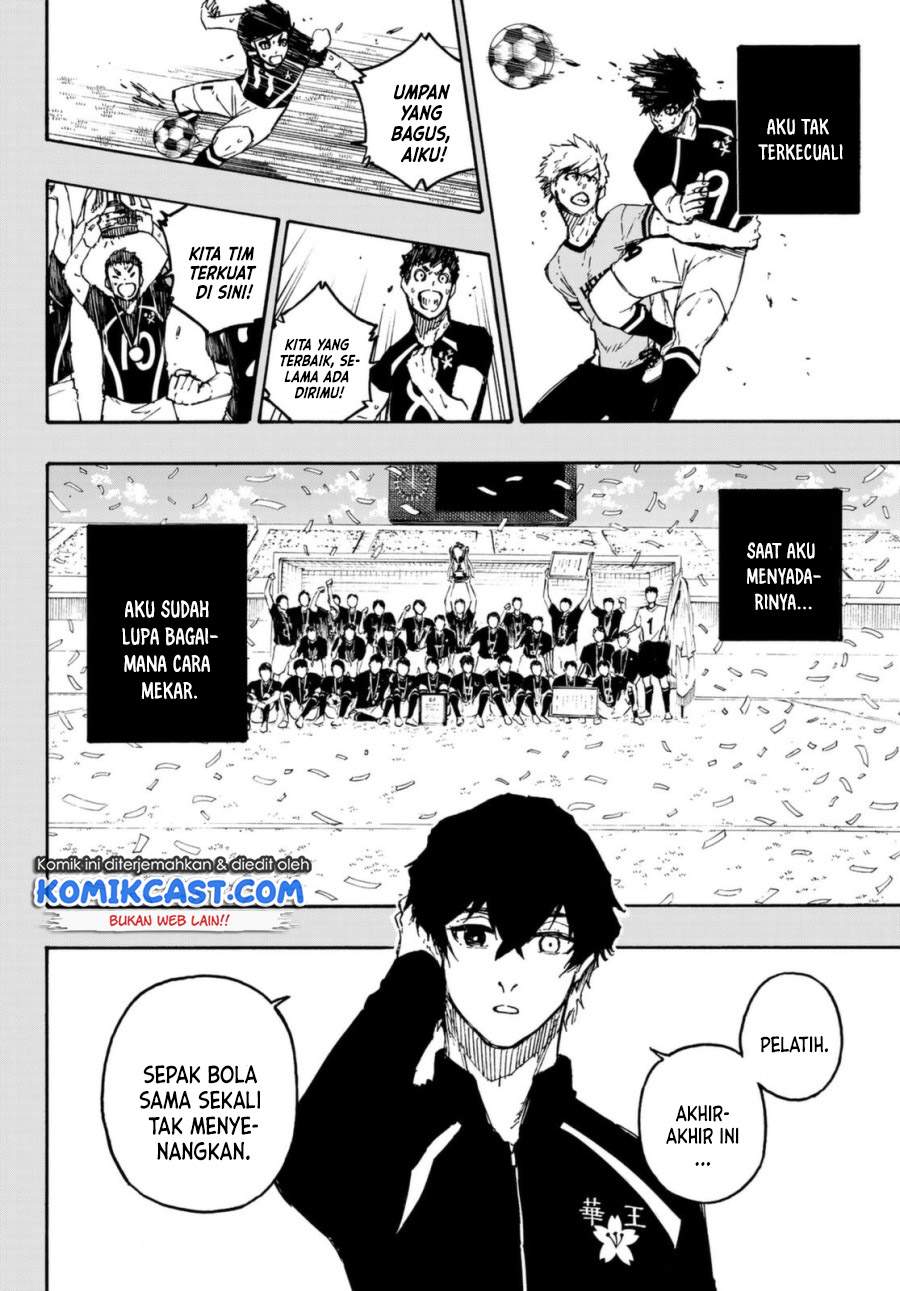 AKU TAK
TERKECUALI
UMPAN
YANG
BAGUS,
AIKU!
KITA YANG
TERBAIK, SE-
LAMA ADA
DIRIMU!
KITA TIM
TERKUAT
DI SINI!
10
SAAT AKU
MENYADA-
RINYA...
AKU SUDAH
LUPA BAGAI-
MANA CARA
MEKAR.
Komik ini diterjemahkan & diedit oleh
KOMIKCAST.COM
BUKAN WEB LAIN!!
PELATIH.
AKHIR-
AKHIR INI
...
SEPAK BOLA
SAMA SEKALI
TAK MENYE-
NANGKAN.
華王